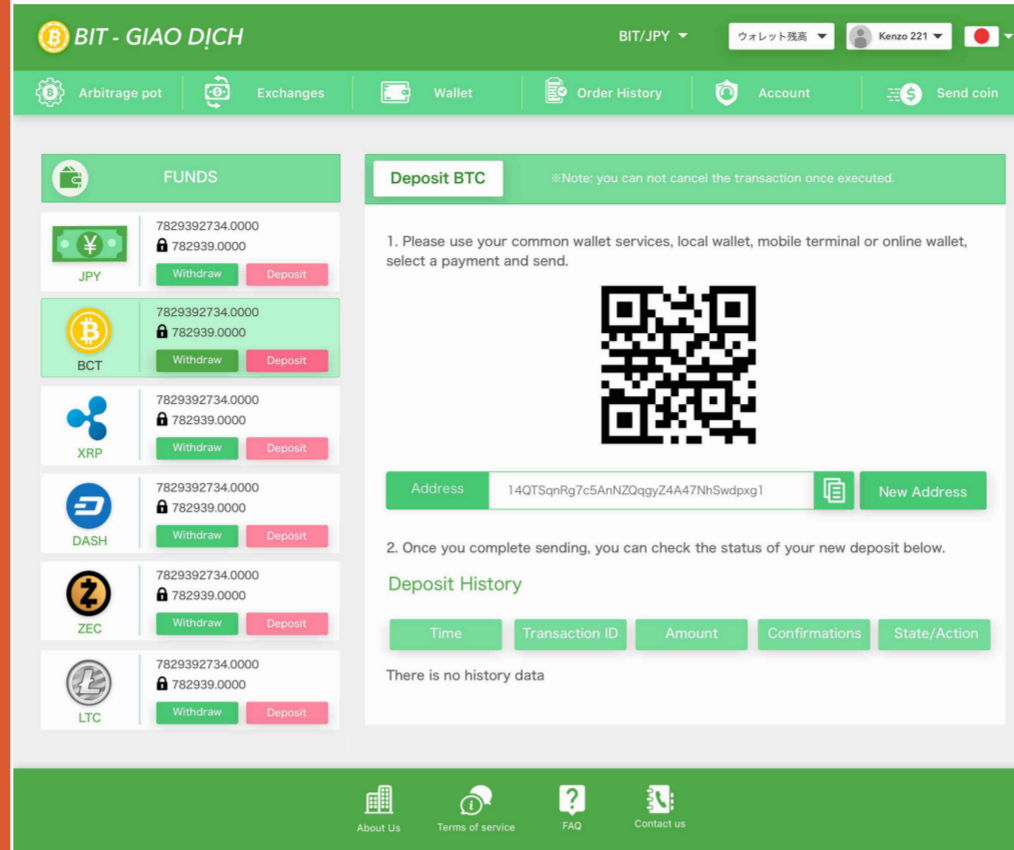 BIT - GIAO DỊCH
BIT/JPY
ウォレット残高
Kenzo 221
Arbitrage pot
Exchanges
Wallet
Order History
Account
Send coin
FUNDS
7829392734.0000
782939.0000
JPY
Withdraw
Deposit
7829392734.0000
782939.0000
BCT
Withdraw
Deposit
7829392734.0000
782939.0000
XRP
Withdraw
Deposit
7829392734.0000
782939.0000
DASH
Withdraw
Deposit
7829392734.0000
782939.0000
ZEC
Withdraw
Deposit
7829392734.0000
782939.0000
LTC
Withdraw
Deposit
Deposit BTC
※Note: you can not cancel the transaction once executed.
1. Please use your common wallet services, local wallet, mobile terminal or online wallet,
select a payment and send.
Address
14QTSqnRg7c5AnNZQqgyZ4A47NhSwdpxg1
New Address
2. Once you complete sending, you can check the status of your new deposit below.
Deposit History
Time
Transaction ID
Amount
Confirmations
State/Action
There is no history data
About Us
Terms of service
FAQ
Contact us